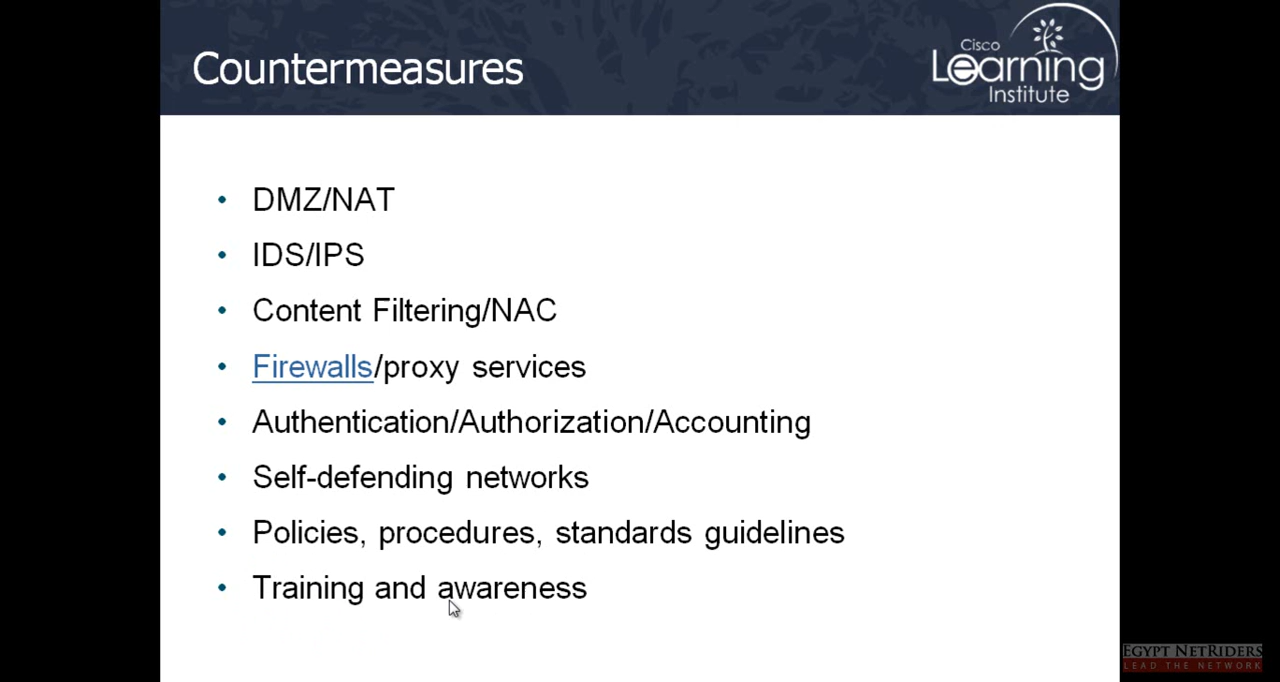 Countermeasures
Cisco
Learning
Institute
• DMZ/NAT
• IDS/IPS
• Content Filtering/NAC
• Firewalls/proxy services
• Authentication/Authorization/Accounting
• Self-defending networks
• Policies, procedures, standards guidelines
• Training and awareness
EGYPT NETRIDERS
LEAD THE NETWORK